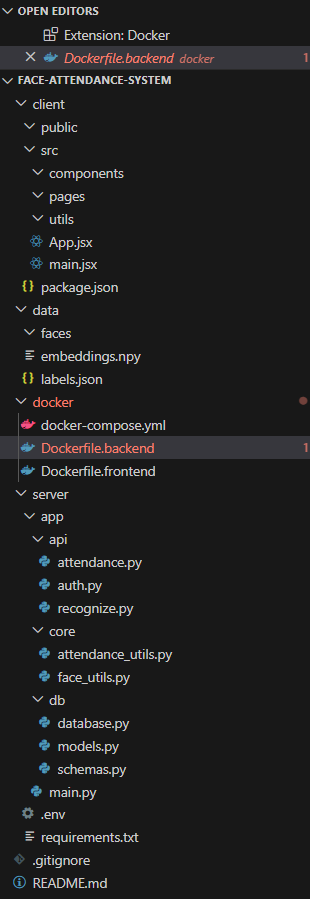 OPEN EDITORS
Extension: Docker
Dockerfile.backend docker 1
FACE-ATTENDANCE-SYSTEM
client
public
src
components
pages
utils
App.jsx
main.jsx
{} package.json
data
faces
embeddings.npy
{} labels.json
docker
docker-compose.yml
Dockerfile.backend 1
Dockerfile.frontend
server
app
api
attendance.py
auth.py
recognize.py
core
attendance_utils.py
face_utils.py
db
database.py
models.py
schemas.py
main.py
.env
requirements.txt
.gitignore
README.md